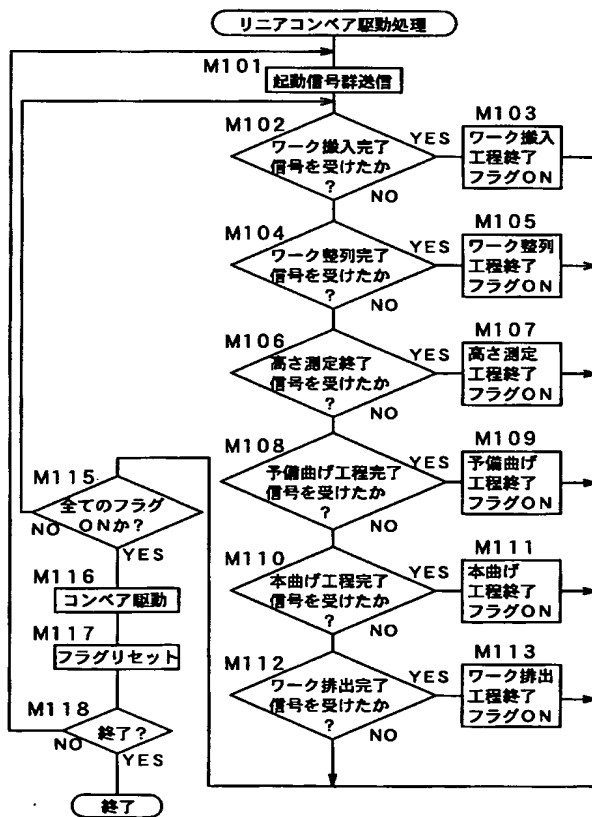 リニアコンベア駆動処理
M101
起動信号群送信
M102
ワーク搬入完了
信号を受けたか
?
YES
NO
M103
ワーク搬入
工程終了
フラグON
M104
ワーク整列完了
信号を受けたか
?
YES
NO
M105
ワーク整列
工程終了
フラグON
M106
高さ測定終了
信号を受けたか
?
YES
NO
M107
高さ測定
工程終了
フラグON
M108
予備曲げ工程完了
信号を受けたか
?
YES
NO
M109
予備曲げ
工程終了
フラグON
M110
本曲げ工程完了
信号を受けたか
?
YES
NO
M111
本曲げ
工程終了
フラグON
M112
ワーク排出完了
信号を受けたか
?
YES
NO
M113
ワーク排出
工程終了
フラグON
M115
全てのフラグ
ONか?
NO
YES
M116
コンベア駆動
M117
フラグリセット
M118
終了?
NO
YES
終了